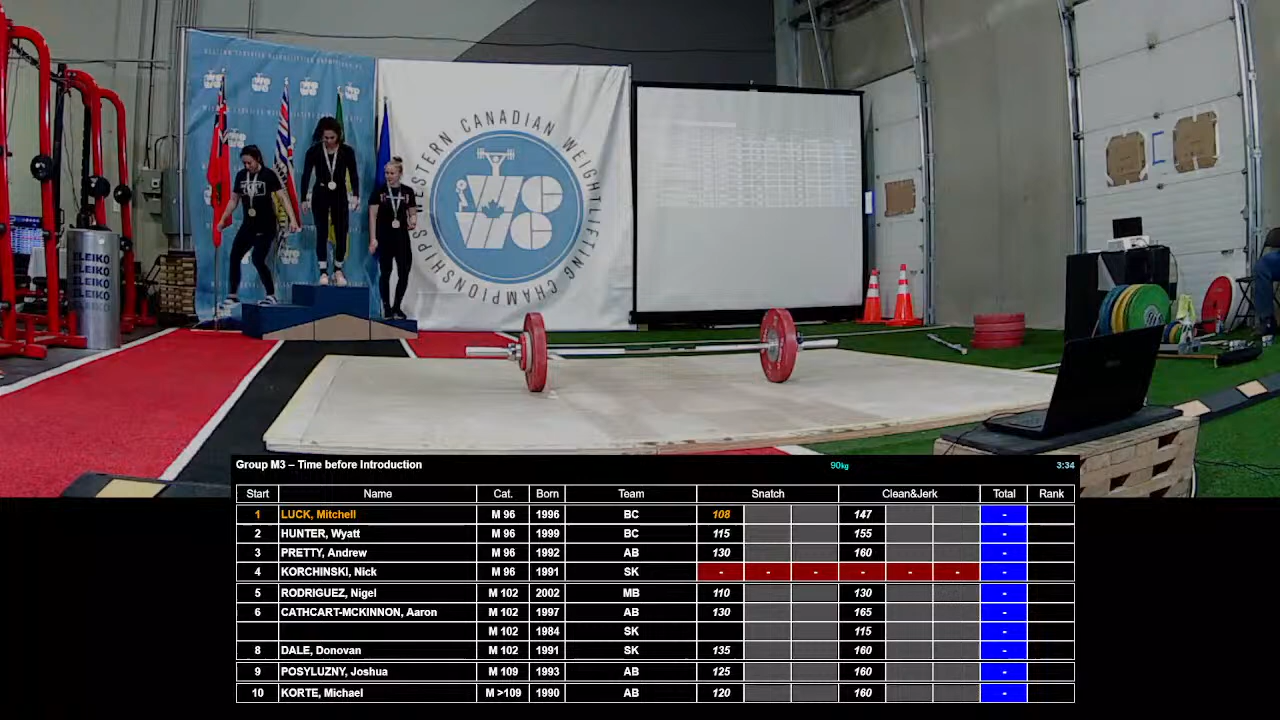 WESTERN CANADIAN WEIGHTLIFTING CHAMPIONSHIPS
WC
WC
ELEIKO
ELEIKO
ELEIKO
ELEIKO
Group M3 – Time before Introduction 90kg 3:34
Start Name Cat. Born Team Snatch Clean&Jerk Total Rank
1 LUCK, Mitchell M 96 1996 BC 108 147 -
2 HUNTER, Wyatt M 96 1999 BC 115 155 -
3 PRETTY, Andrew M 96 1992 AB 130 160 -
4 KORCHINSKI, Nick M 96 1991 SK - - - - - - -
5 RODRIGUEZ, Nigel M 102 2002 MB 110 130 -
6 CATHCART-MCKINNON, Aaron M 102 1997 AB 130 165 -
M 102 1984 SK 115 -
8 DALE, Donovan M 102 1991 SK 135 160 -
9 POSYLUZNY, Joshua M 109 1993 AB 125 160 -
10 KORTE, Michael M >109 1990 AB 120 160 -